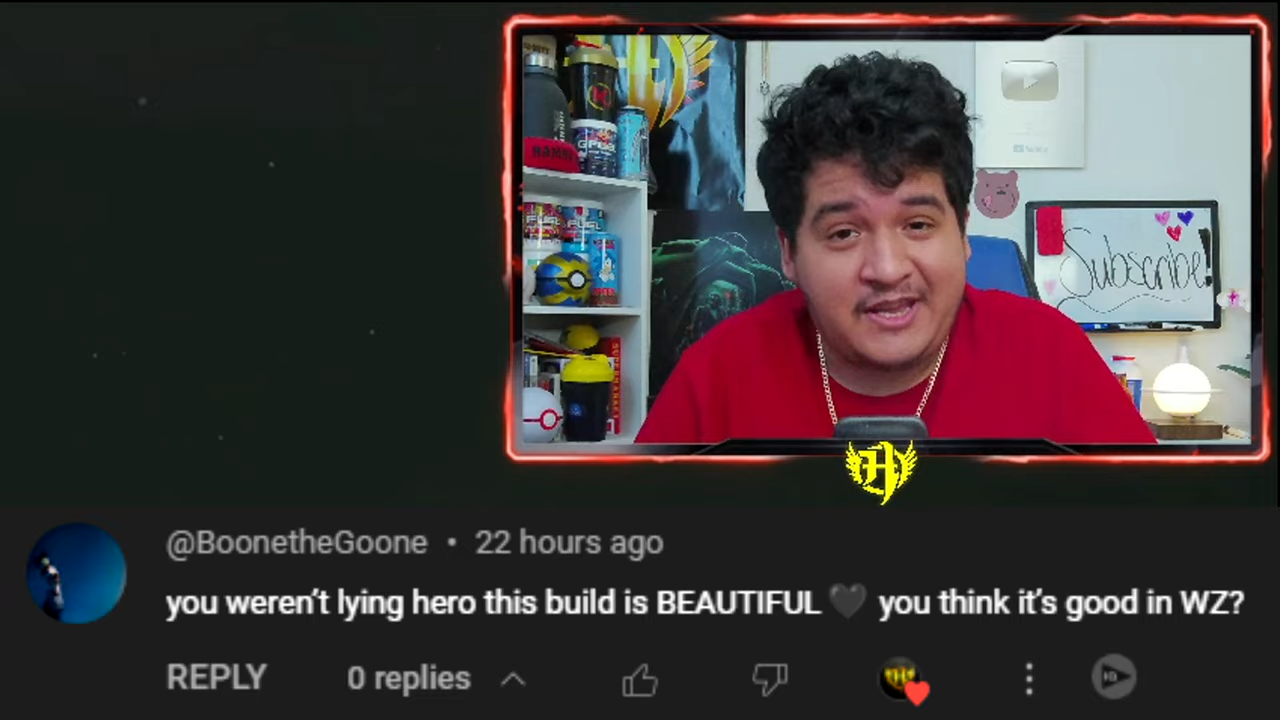 GFUEL
Subscribe!
@BoonetheGoone • 22 hours ago
you weren't lying hero this build is BEAUTIFUL 🖤 you think it's good in WZ?
REPLY 0 replies